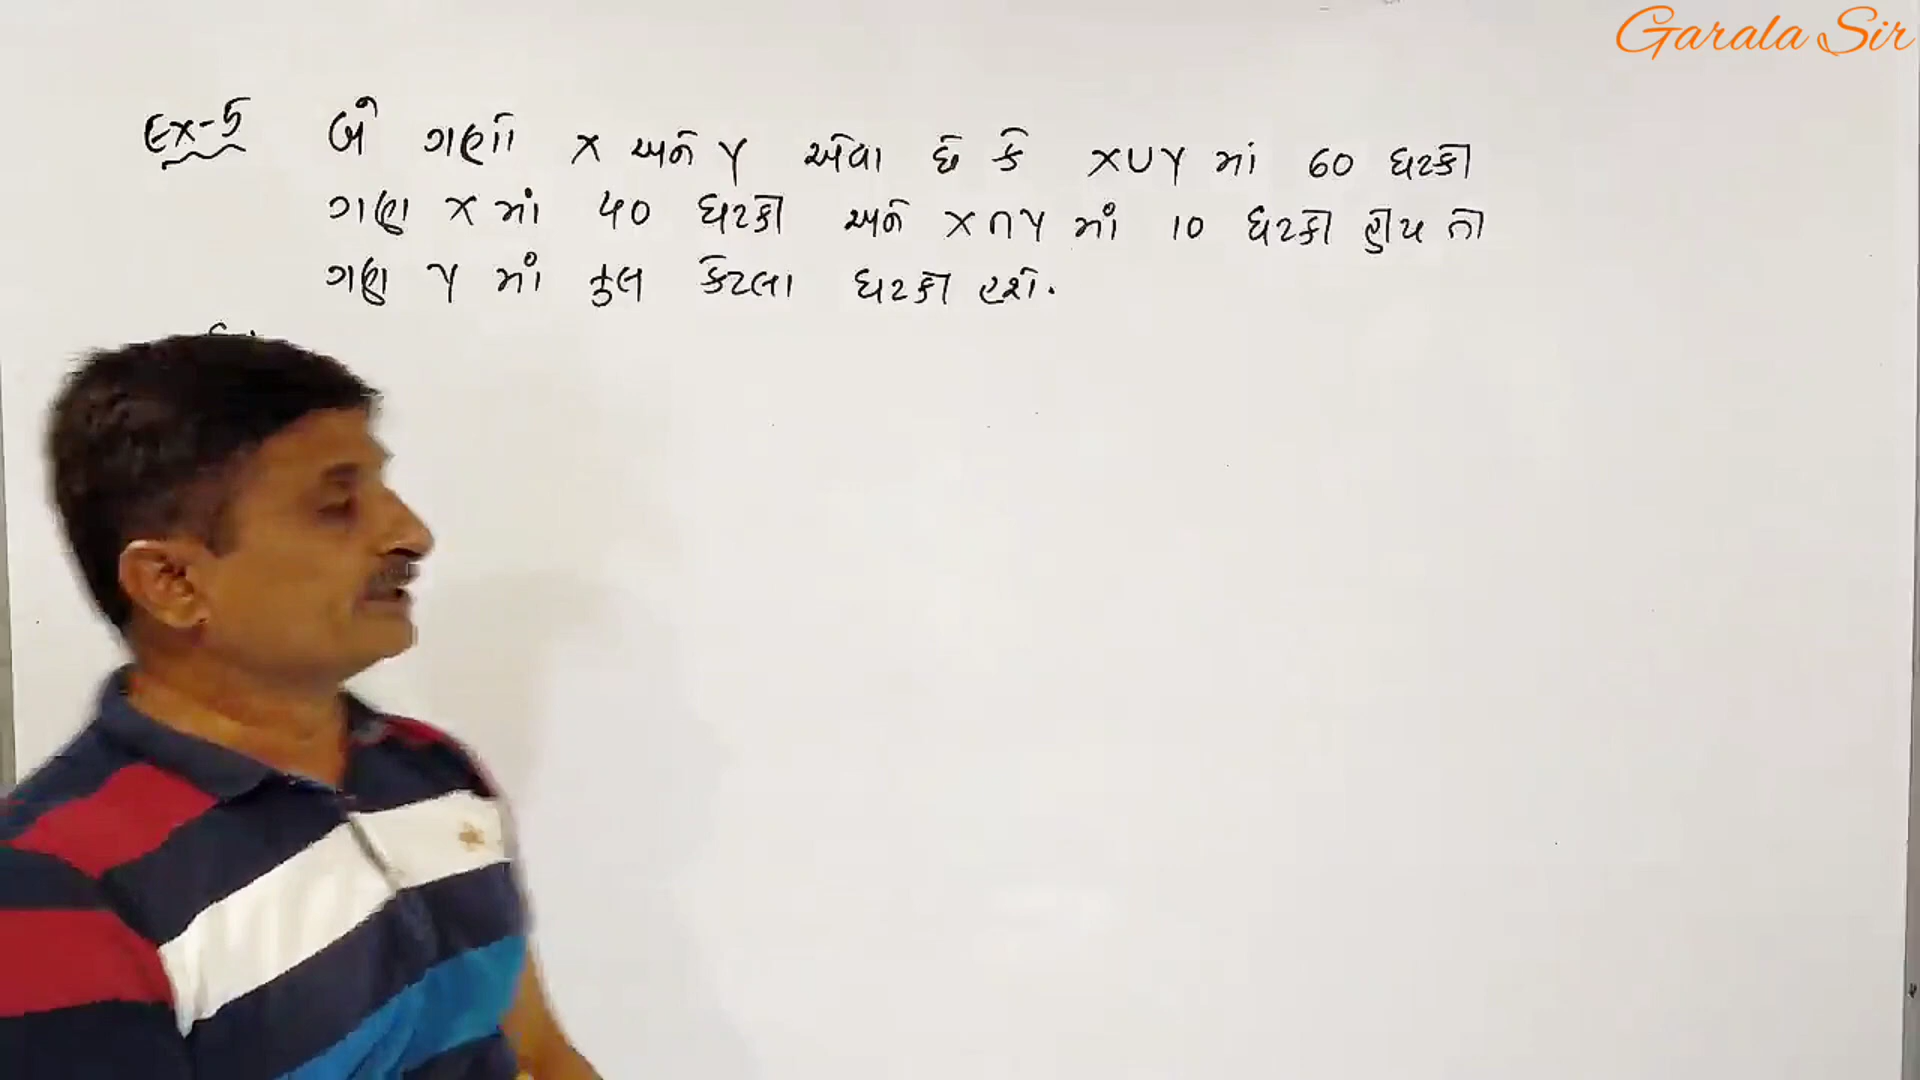 Garala Sir
Ex-5 બે ગણો X અને Y એવા છે કે X∪Y માં 60 ઘટકો
ગણ X માં 40 ઘટકો અને X∩Y માં 10 ઘટકો હોય તો
ગણ Y માં કુલ કેટલા ઘટકો હશે.